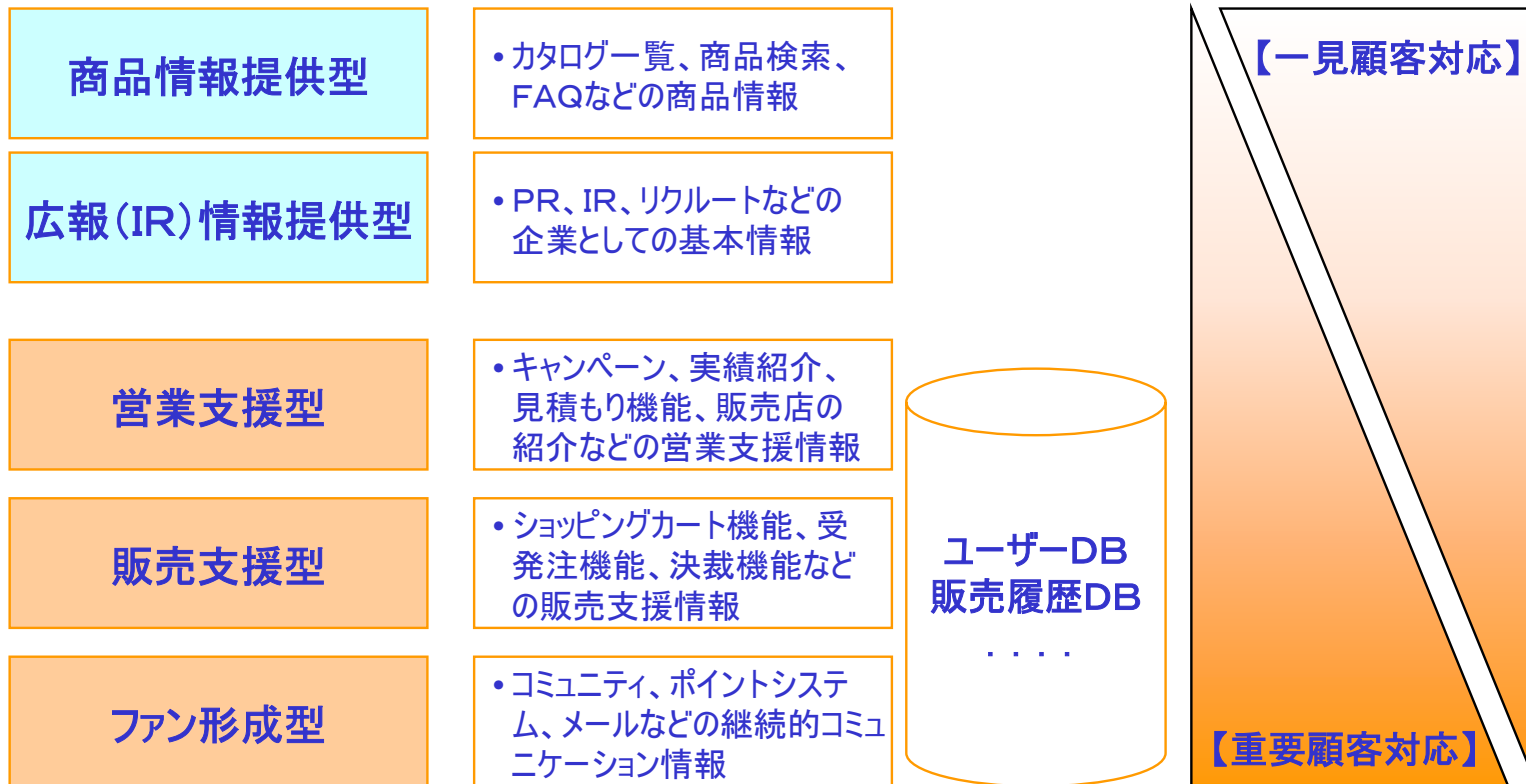 商品情報提供型
• カタログ一覧、商品検索、
FAQなどの商品情報
【一見顧客対応】
広報（IR）情報提供型
• PR、IR、リクルートなどの
企業としての基本情報
営業支援型
• キャンペーン、実績紹介、
見積もり機能、販売店の
紹介などの営業支援情報
販売支援型
• ショッピングカート機能、受
発注機能、決裁機能など
の販売支援情報
ユーザーDB
販売履歴DB
．．．．
ファン形成型
• コミュニティ、ポイントシステ
ム、メールなどの継続的コミュ
ニケーション情報
【重要顧客対応】